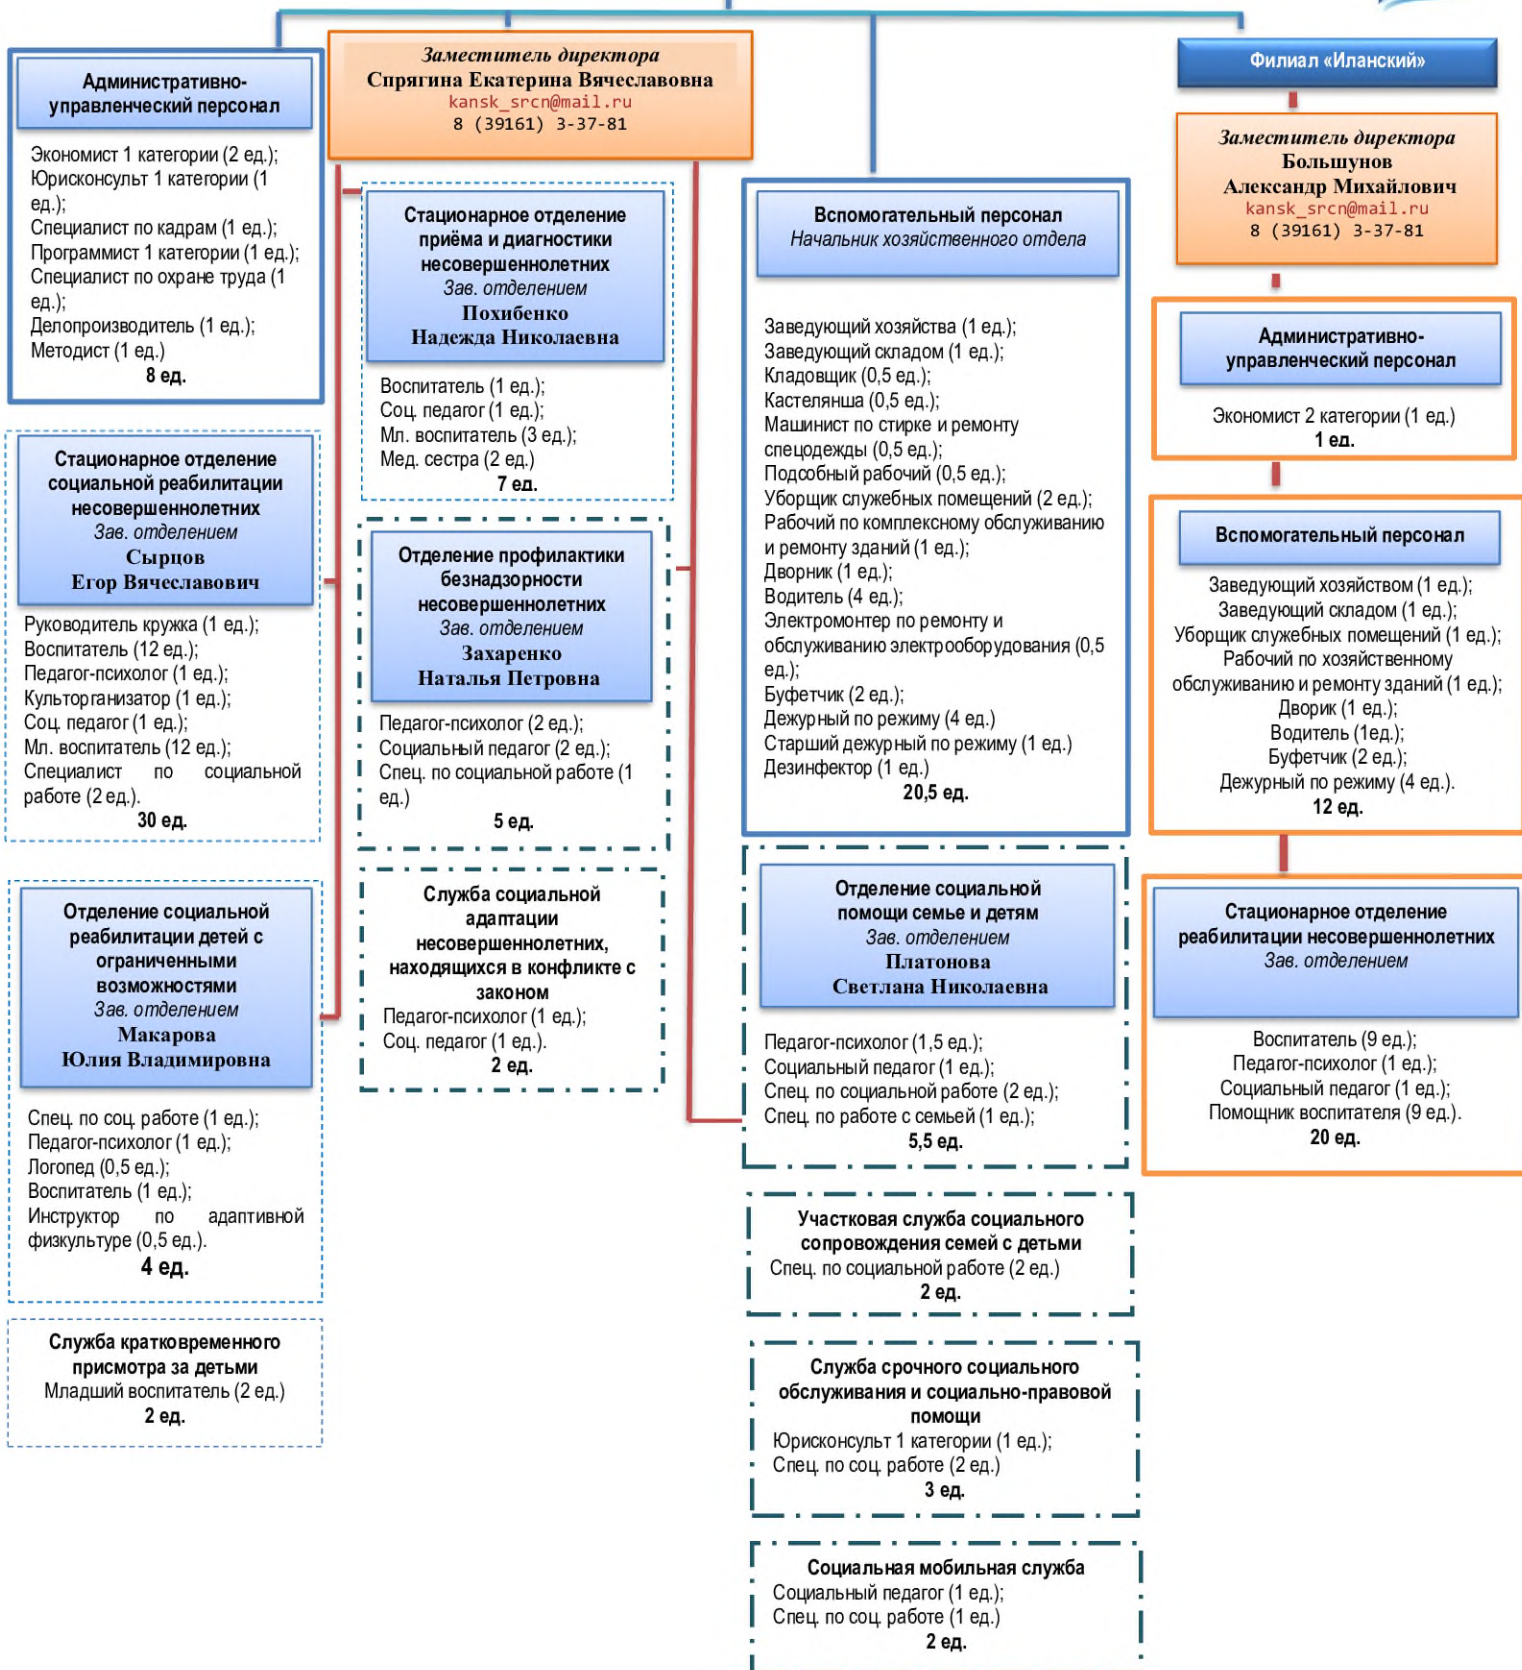 Административно-
управленческий персонал
Экономист 1 категории (2 ед.);
Юрисконсульт 1 категории (1
ед.);
Специалист по кадрам (1 ед.);
Программист 1 категории (1 ед.);
Специалист по охране труда (1
ед.);
Делопроизводитель (1 ед.);
Методист (1 ед.)
8 ед.
Стационарное отделение
социальной реабилитации
несовершеннолетних
Зав. отделением
Сырцов
Егор Вячеславович
Руководитель кружка (1 ед.);
Воспитатель (12 ед.);
Педагог-психолог (1 ед.);
Культорганизатор (1 ед.);
Соц. педагог (1 ед.);
Мл. воспитатель (12 ед.);
Специалист по социальной
работе (2 ед.).
30 ед.
Отделение социальной
реабилитации детей с
ограниченными
возможностями
Зав. отделением
Макарова
Юлия Владимировна
Спец. по соц. работе (1 ед.);
Педагог-психолог (1 ед.);
Логопед (0,5 ед.);
Воспитатель (1 ед.);
Инструктор по адаптивной
физкультуре (0,5 ед.).
4 ед.
Служба кратковременного
присмотра за детьми
Младший воспитатель (2 ед.)
2 ед.
Заместитель директора
Спрягина Екатерина Вячеславовна
kansk_srcn@mail.ru
8 (39161) 3-37-81
Стационарное отделение
приёма и диагностики
несовершеннолетних
Зав. отделением
Похибенко
Надежда Николаевна
Воспитатель (1 ед.);
Соц. педагог (1 ед.);
Мл. воспитатель (3 ед.);
Мед. сестра (2 ед.)
7 ед.
Отделение профилактики
безнадзорности
несовершеннолетних
Зав. отделением
Захаренко
Наталья Петровна
Педагог-психолог (2 ед.);
Социальный педагог (2 ед.);
Спец. по социальной работе (1
ед.)
5 ед.
Служба социальной
адаптации
несовершеннолетних,
находящихся в конфликте с
законом
Педагог-психолог (1 ед.);
Соц. педагог (1 ед.).
2 ед.
Вспомогательный персонал
Начальник хозяйственного отдела
Заведующий хозяйства (1 ед.);
Заведующий складом (1 ед.);
Кладовщик (0,5 ед.);
Кастелянша (0,5 ед.);
Машинист по стирке и ремонту
спецодежды (0,5 ед.);
Подсобный рабочий (0,5 ед.);
Уборщик служебных помещений (2 ед.);
Рабочий по комплексному обслуживанию
и ремонту зданий (1 ед.);
Дворник (1 ед.);
Водитель (4 ед.);
Электромонтер по ремонту и
обслуживанию электрооборудования (0,5
ед.);
Буфетчик (2 ед.);
Дежурный по режиму (4 ед.)
Старший дежурный по режиму (1 ед.)
Дезинфектор (1 ед.)
20,5 ед.
Отделение социальной
помощи семье и детям
Зав. отделением
Платонова
Светлана Николаевна
Педагог-психолог (1,5 ед.);
Социальный педагог (1 ед.);
Спец. по социальной работе (2 ед.);
Спец. по работе с семьей (1 ед.);
5,5 ед.
Участковая служба социального
сопровождения семей с детьми
Спец. по социальной работе (2 ед.)
2 ед.
Служба срочного социального
обслуживания и социально-правовой
помощи
Юрисконсульт 1 категории (1 ед.);
Спец. по соц. работе (2 ед.)
3 ед.
Социальная мобильная служба
Социальный педагог (1 ед.);
Спец. по соц. работе (1 ед.)
2 ед.
Филиал «Иланский»
Заместитель директора
Большунов
Александр Михайлович
kansk_srcn@mail.ru
8 (39161) 3-37-81
Административно-
управленческий персонал
Экономист 2 категории (1 ед.)
1 ед.
Вспомогательный персонал
Заведующий хозяйством (1 ед.);
Заведующий складом (1 ед.);
Уборщик служебных помещений (1 ед.);
Рабочий по хозяйственному
обслуживанию и ремонту зданий (1 ед.);
Дворик (1 ед.);
Водитель (1ед.);
Буфетчик (2 ед.);
Дежурный по режиму (4 ед.).
12 ед.
Стационарное отделение
реабилитации несовершеннолетних
Зав. отделением
Воспитатель (9 ед.);
Педагог-психолог (1 ед.);
Социальный педагог (1 ед.);
Помощник воспитателя (9 ед.).
20 ед.